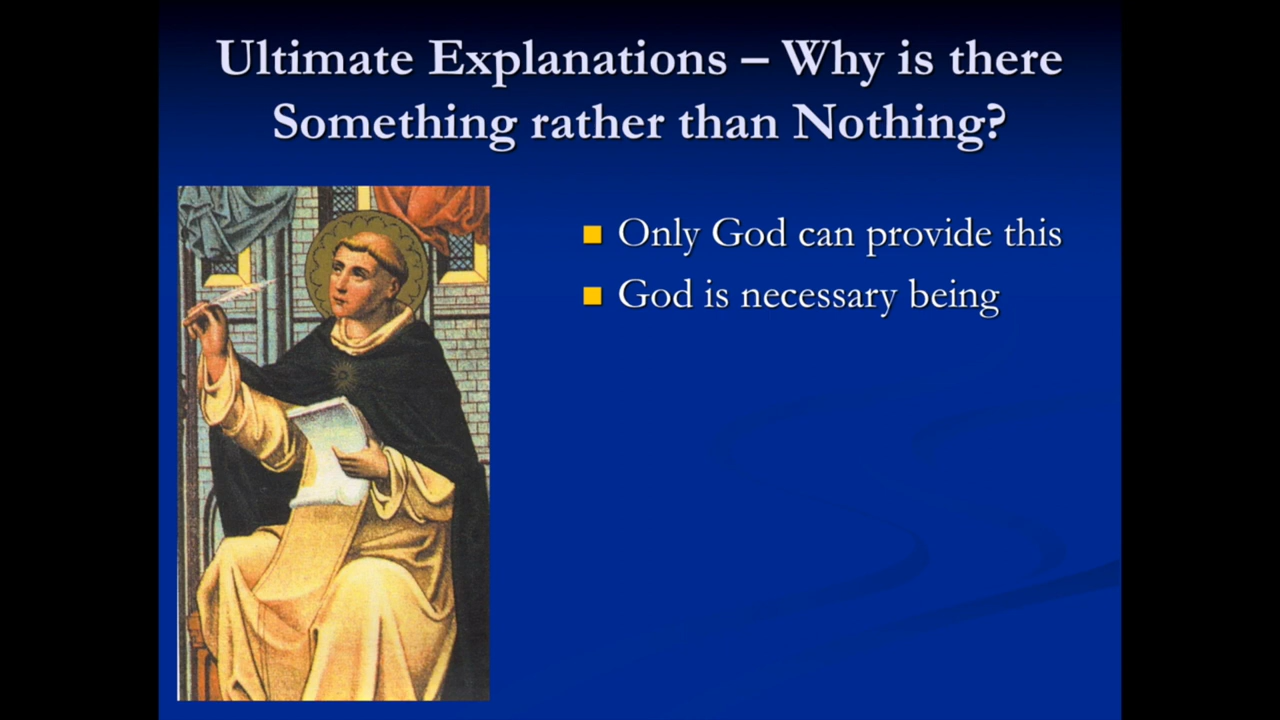 Ultimate Explanations – Why is there
Something rather than Nothing?
Only God can provide this
God is necessary being